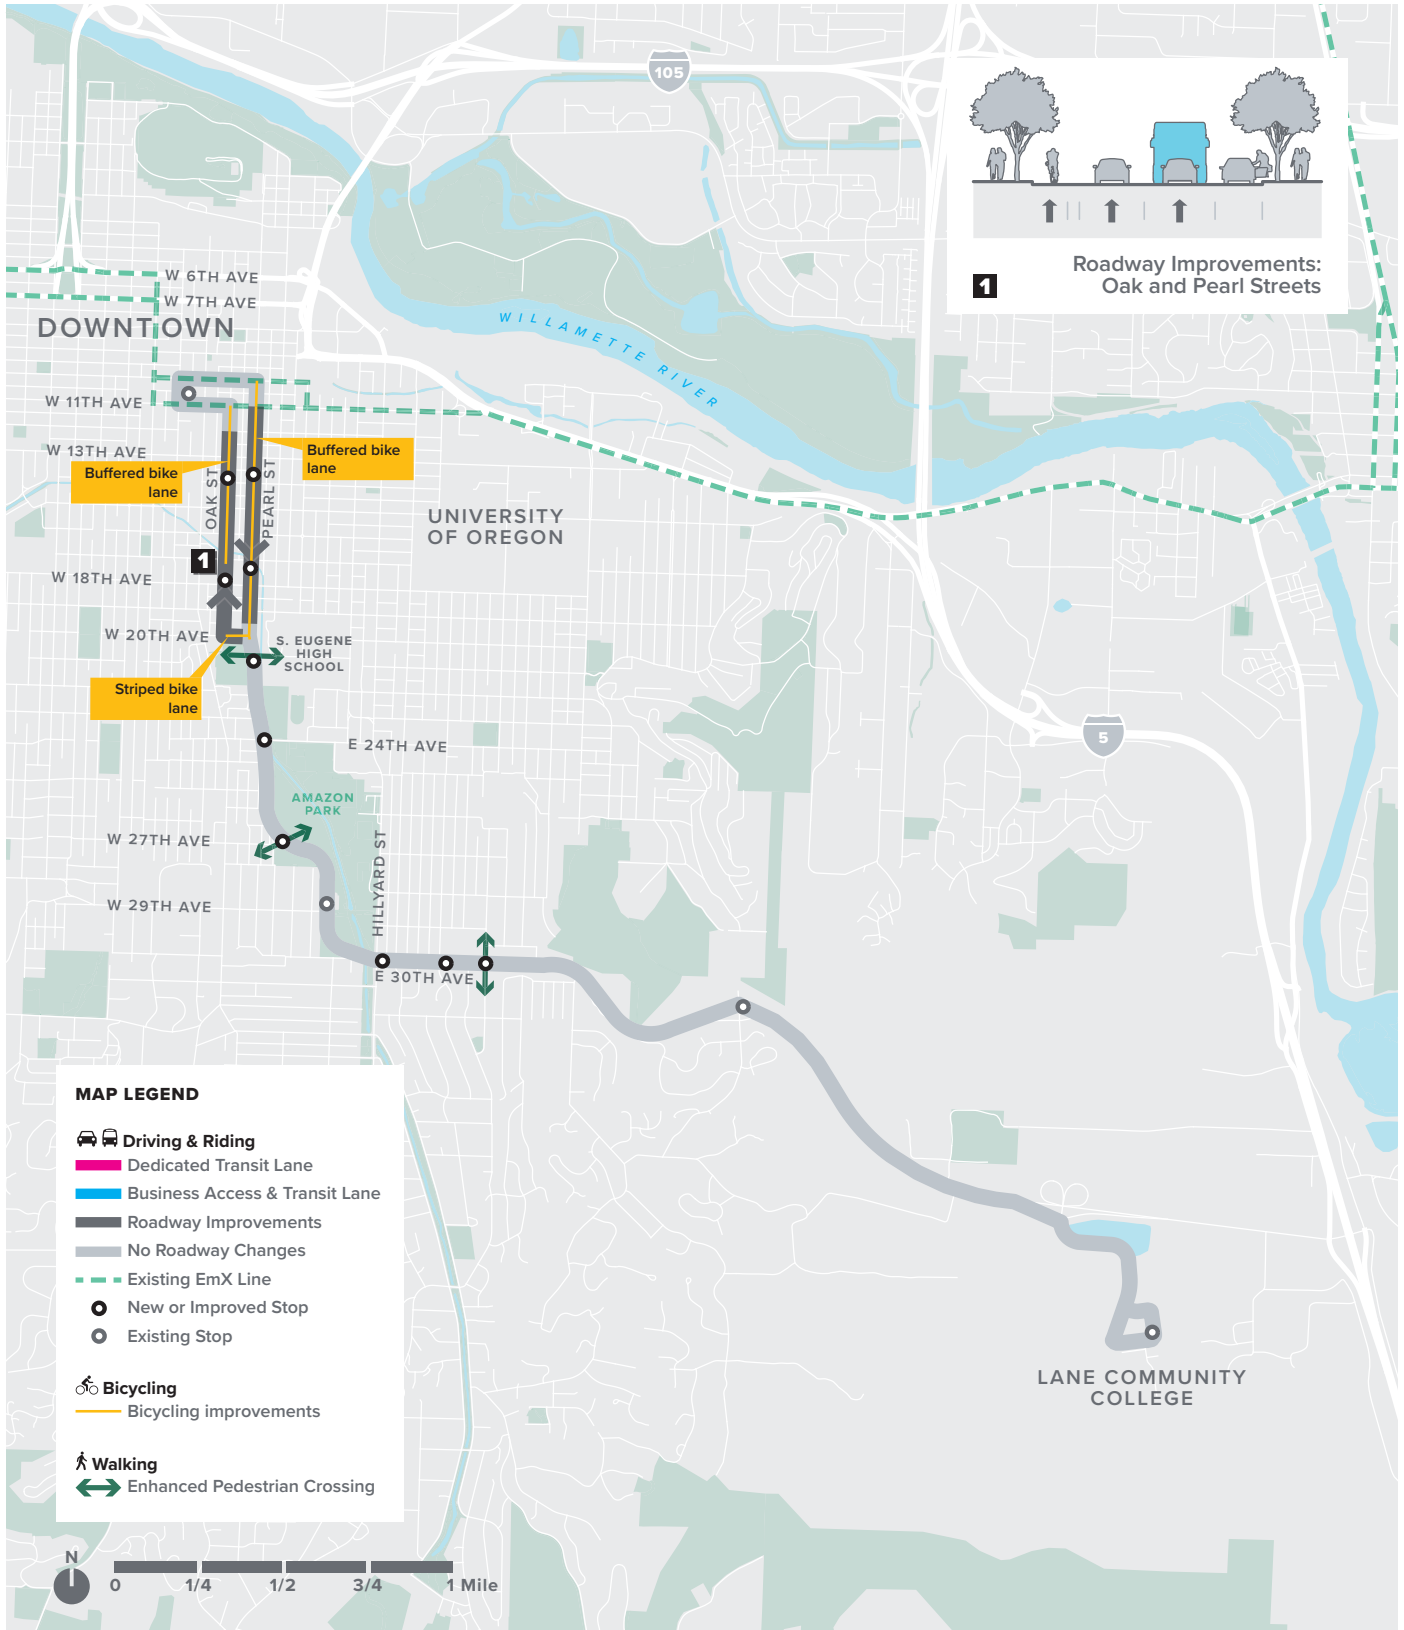 105
Roadway Improvements:
1 Oak and Pearl Streets
W 6TH AVE
W 7TH AVE
DOWNTOWN
WILLAMETTE RIVER
W 11TH AVE
W 13TH AVE
Buffered bike
lane
Buffered bike
lane
OAK ST
PEARL ST
UNIVERSITY
OF OREGON
1
W 18TH AVE
W 20TH AVE
S. EUGENE
HIGH
SCHOOL
Striped bike
lane
5
E 24TH AVE
AMAZON
PARK
W 27TH AVE
HILLYARD ST
W 29TH AVE
E 30TH AVE
MAP LEGEND
Driving & Riding
Dedicated Transit Lane
Business Access & Transit Lane
Roadway Improvements
No Roadway Changes
Existing EmX Line
New or Improved Stop
Existing Stop
Bicycling
Bicycling improvements
Walking
Enhanced Pedestrian Crossing
LANE COMMUNITY
COLLEGE
N
0 1/4 1/2 3/4 1 Mile